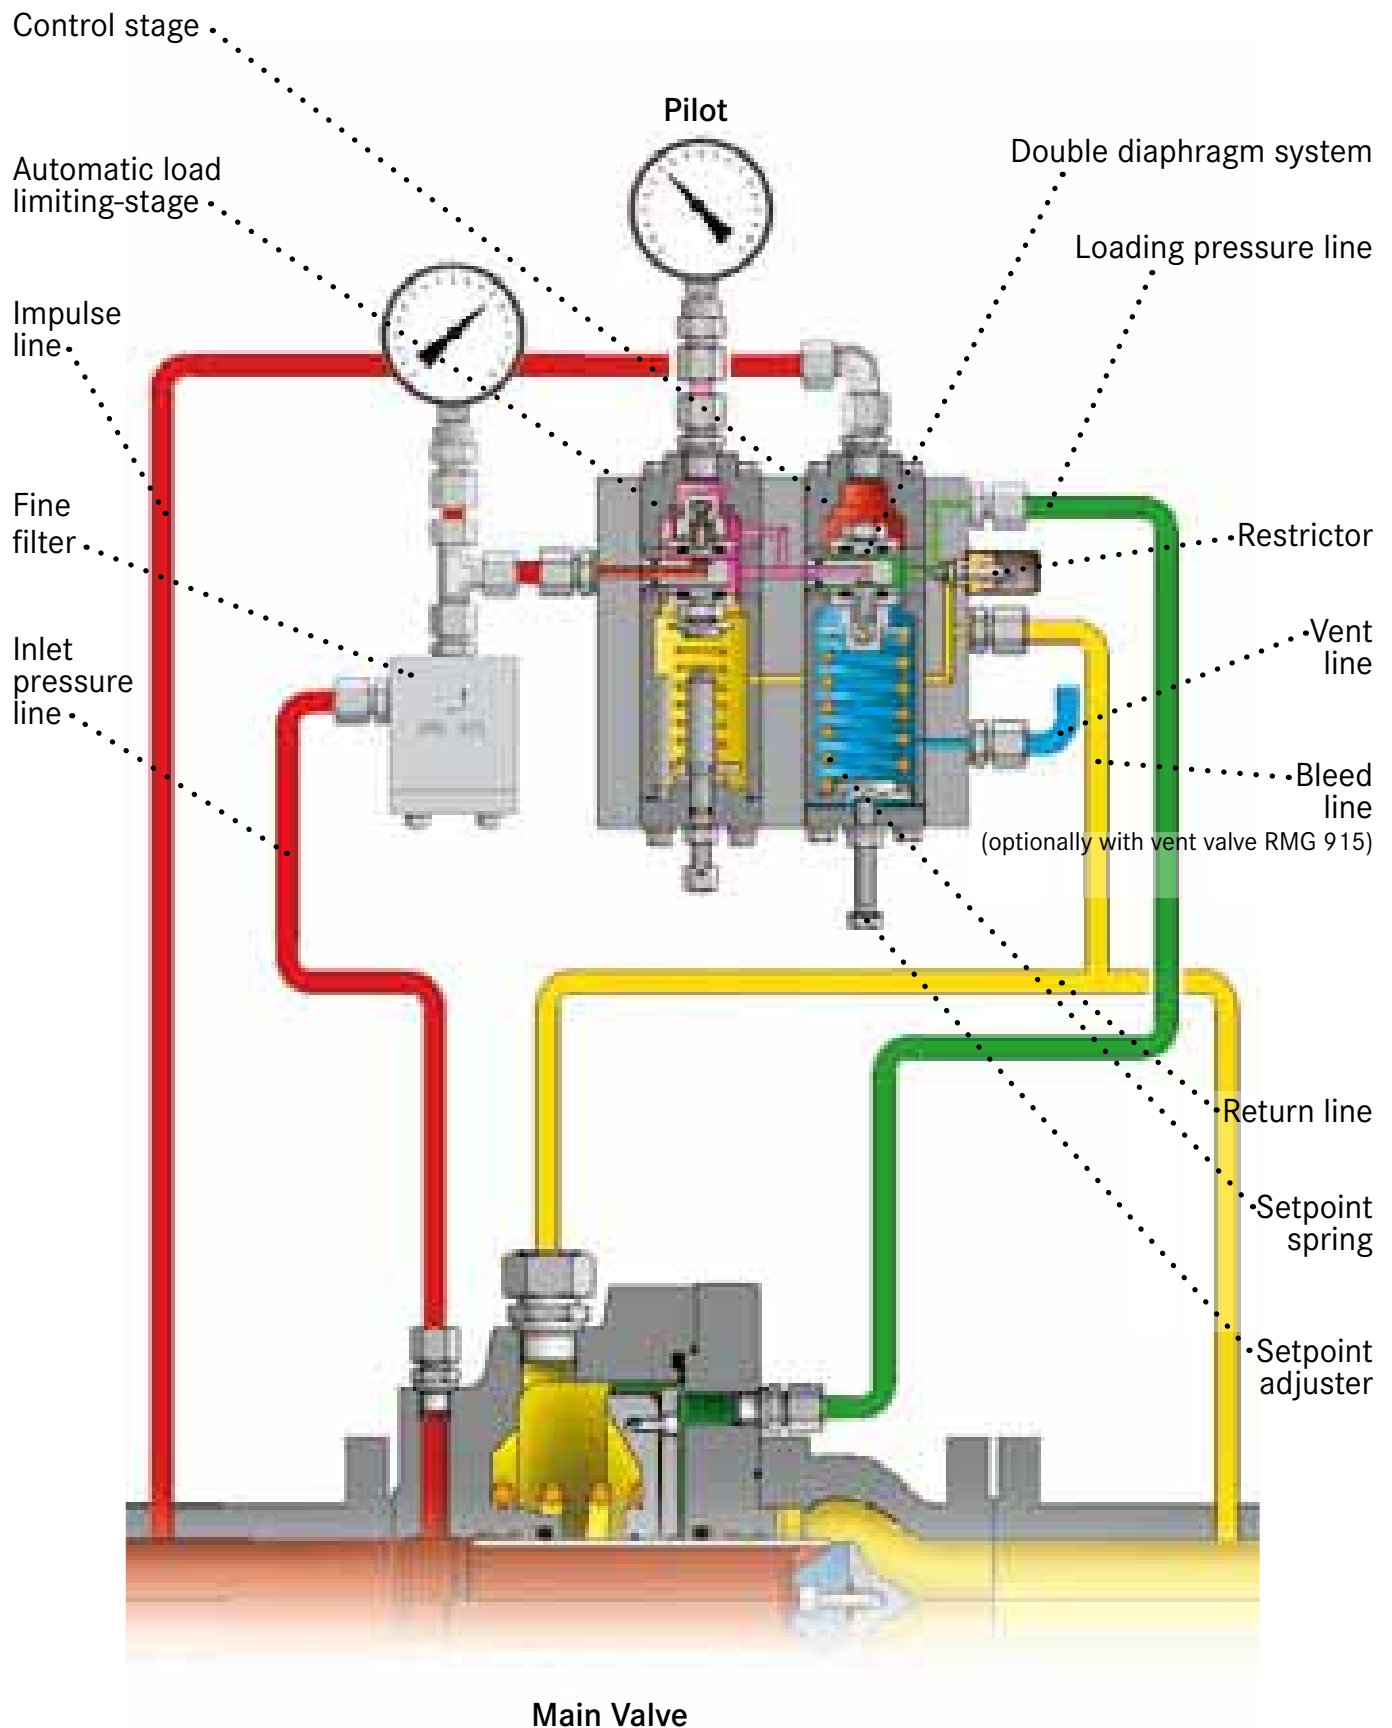 Control stage
Pilot
Double diaphragm system
Automatic load
limiting-stage
Loading pressure line
Impulse
line
Fine
filter
Restrictor
Vent
line
Inlet
pressure
line
Bleed
line
(optionally with vent valve RMG 915)
Return line
Setpoint
spring
Setpoint
adjuster
Main Valve